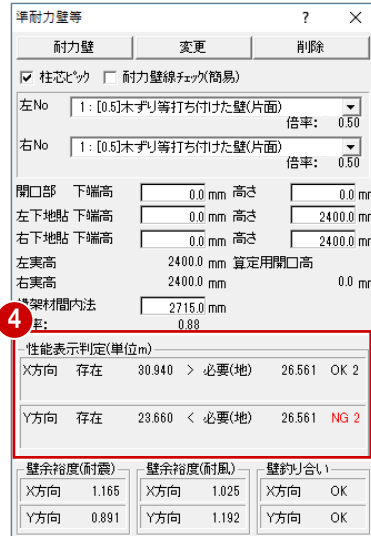 準耐力壁等 ? ×
耐力壁 変更 削除
柱芯ピック 耐力壁線チェック(簡易)
左No 1:[0.5]木ずり等打ち付けた壁(片面)
倍率: 0.50
右No 1:[0.5]木ずり等打ち付けた壁(片面)
倍率: 0.50
開口部 下端高 0.0 mm 高さ 0.0 mm
左下地貼 下端高 0.0 mm 高さ 2400.0 mm
右下地貼 下端高 0.0 mm 高さ 2400.0 mm
左実高 2400.0 mm 算定用開口高
右実高 2400.0 mm 0.0 mm
架材間内法 2715.0 mm
4 率: 0.88
性能表示判定(単位m)
X方向 存在 30.940 > 必要(地) 26.561 OK 2
Y方向 存在 23.660 < 必要(地) 26.561 NG 2
壁余裕度(耐震) 壁余裕度(耐風) 壁釣り合い
X方向 1.165 X方向 1.025 X方向 OK
Y方向 0.891 Y方向 1.192 Y方向 OK